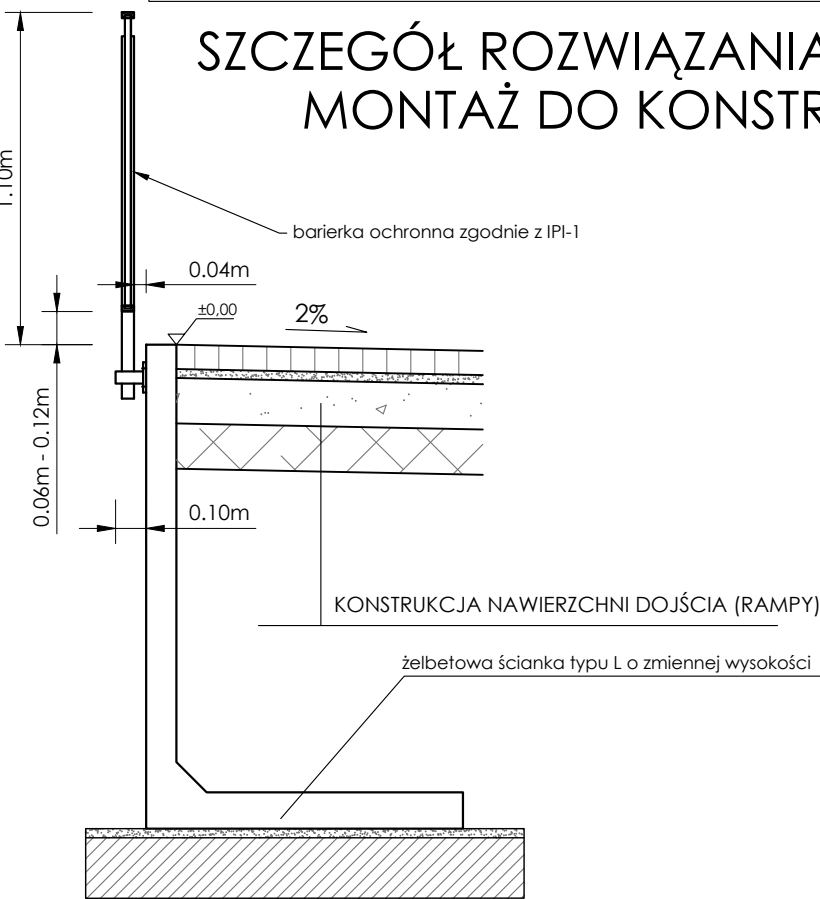 SZCZEGÓŁ ROZWIĄZANIA
MONTAŻ DO KONSTR
1.10m
barierka ochronna zgodnie z IPI-1
0.04m
±0,00
2%
0.06m - 0.12m
0.10m
KONSTRUKCJA NAWIERZCHNI DOJŚCIA (RAMPY)
żelbetowa ścianka typu L o zmiennej wysokości